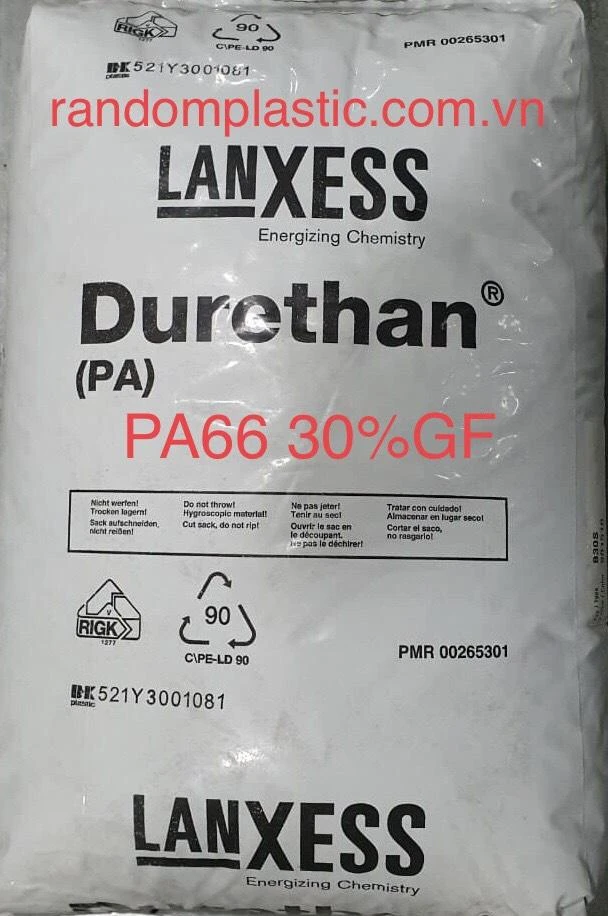 RIGK
1277
90
C\PE-LD 90
PMR 00265301
plastic 521Y3001081
randomplastic.com.vn
LANXESS
Energizing Chemistry
Durethan®
(PA)
PA66 30%GF
Nicht werfen!
Trocken lagern!
Sack aufschneiden,
nicht reißen!
Do not throw!
Hygroscopic material!
Cut sack, do not rip!
Ne pas jeter!
Tenir au sec!
Ouvrir le sac en
le découpant.
Ne pas le déchirer!
Tratar con cuidado!
Almacenar en lugar seco!
Cortar el saco,
no rasgarlo!
V
RIGK
1277
90
C\PE-LD 90
PMR 00265301
plastic 521Y3001081
LANXESS
Energizing Chemistry